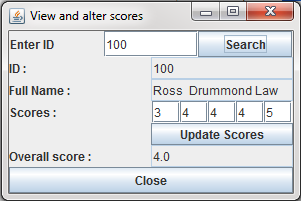 View and alter scores
Enter ID 100 Search
ID : 100
Full Name : Ross Drummond Law
Scores : 3 4 4 4 5
Update Scores
Overall score : 4.0
Close